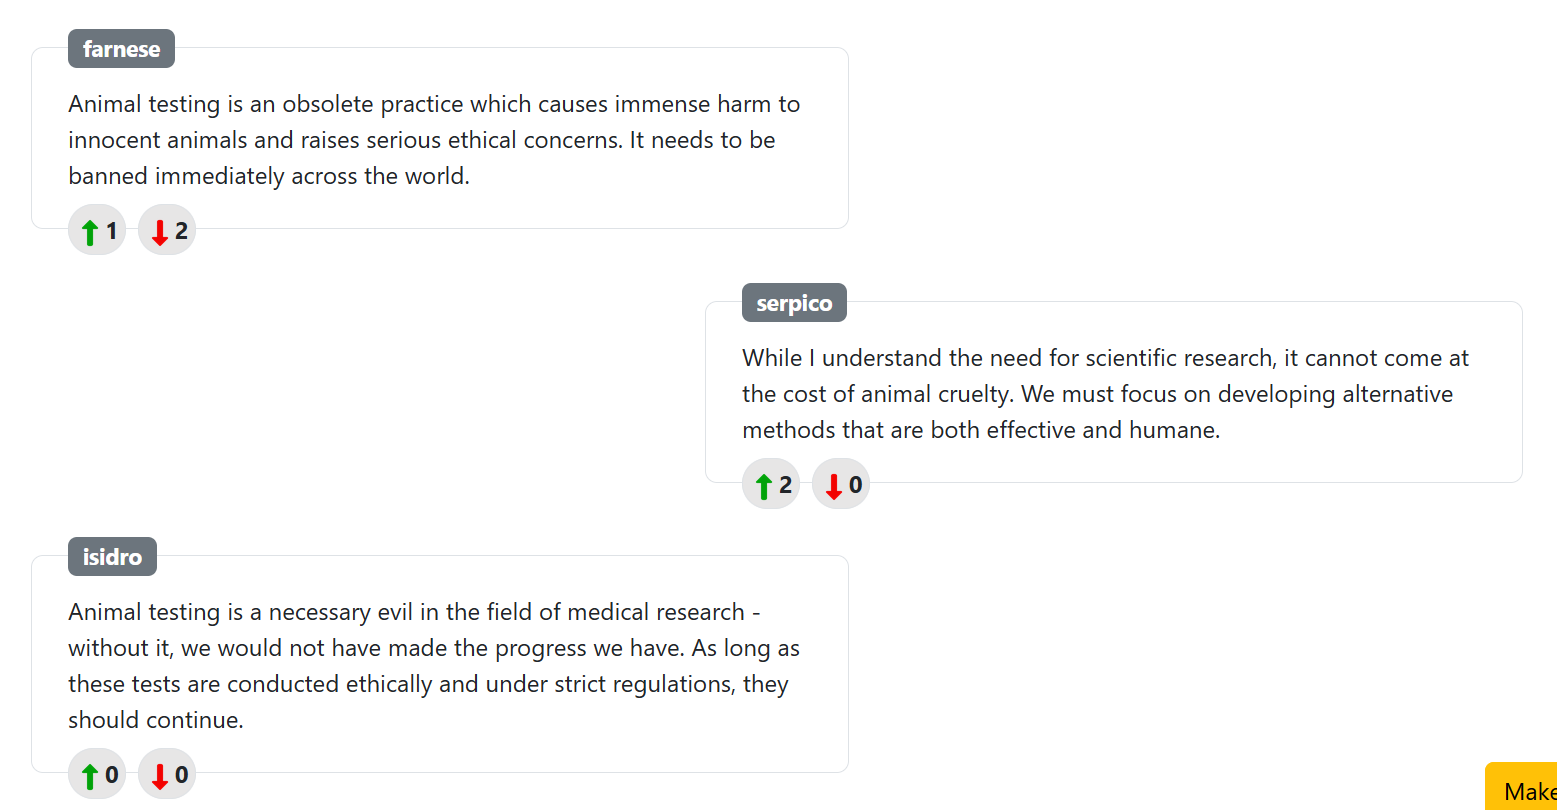 farnese
Animal testing is an obsolete practice which causes immense harm to
innocent animals and raises serious ethical concerns. It needs to be
banned immediately across the world.
1 2
serpico
While I understand the need for scientific research, it cannot come at
the cost of animal cruelty. We must focus on developing alternative
methods that are both effective and humane.
2 0
isidro
Animal testing is a necessary evil in the field of medical research -
without it, we would not have made the progress we have. As long as
these tests are conducted ethically and under strict regulations, they
should continue.
0 0
Make